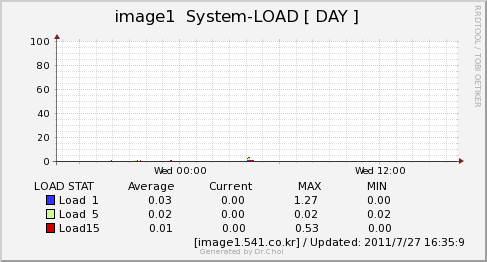 image1 System-LOAD [ DAY ]
RRDTOOL / TOBI OETIKER
100
80
60
40
20
0
Wed 00:00 Wed 12:00
LOAD STAT Average Current MAX MIN
Load 1 0.03 0.00 1.27 0.00
Load 5 0.02 0.00 0.02 0.02
Load15 0.01 0.00 0.53 0.00
[image1.541.co.kr] / Updated: 2011/7/27 16:35:9
Generated by Dr.Choi